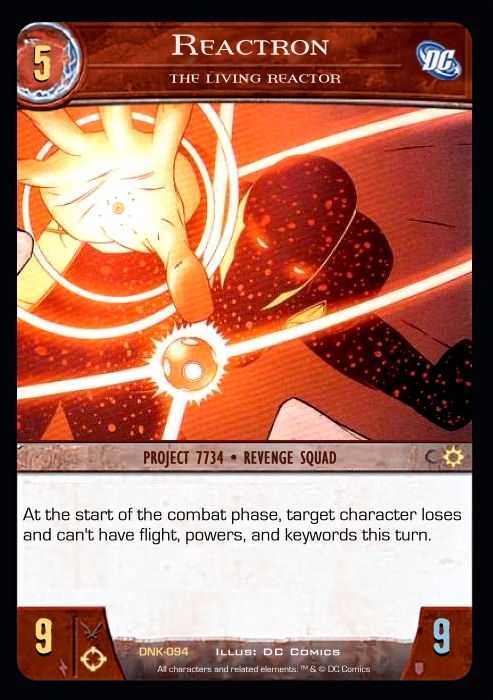 5
REACTRON
DC
THE LIVING REACTOR
PROJECT 7734 • REVENGE SQUAD
At the start of the combat phase, target character loses
and can't have flight, powers, and keywords this turn.
9
9
DNK-094 ILLUS: DC COMICS
All characters and related elements: ™ & © DC Comics